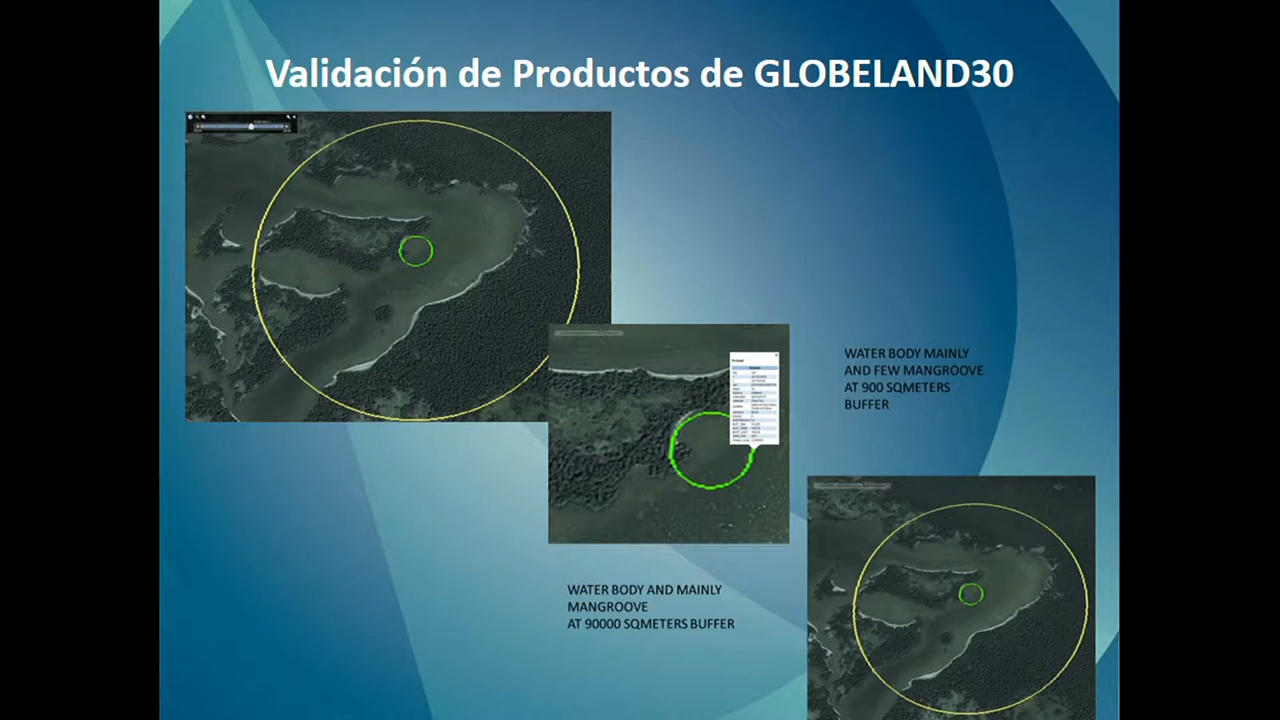 Validación de Productos de GLOBELAND30
WATER BODY MAINLY
AND FEW MANGROOVE
AT 900 SQMETERS
BUFFER
WATER BODY AND MAINLY
MANGROOVE
AT 90000 SQMETERS BUFFER